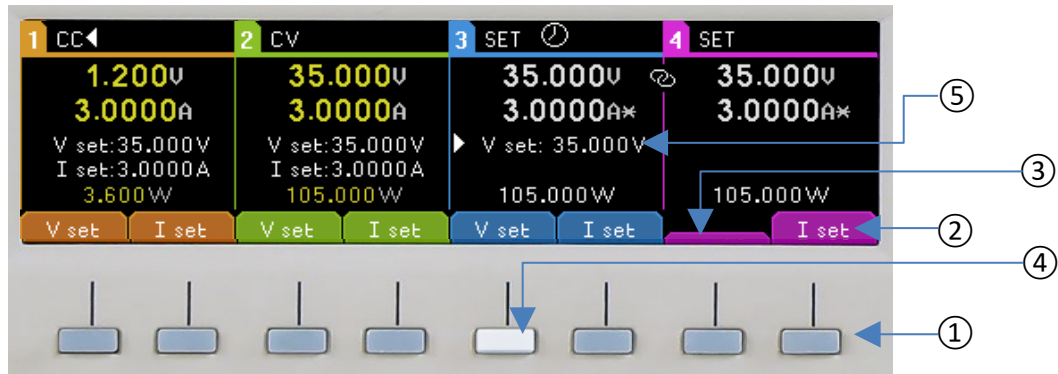 1 CC
2 CV
3 SET
4 SET
1.200V
35.000V
35.000V
35.000V
3.0000A
3.0000A
3.0000A*
3.0000A*
V set:35.000V
V set:35.000V
V set: 35.000V
I set:3.0000A
I set:3.0000A
3.600W
105.000W
105.000W
105.000W
V set
I set
V set
I set
V set
I set
I set
⑤
③
②
④
①